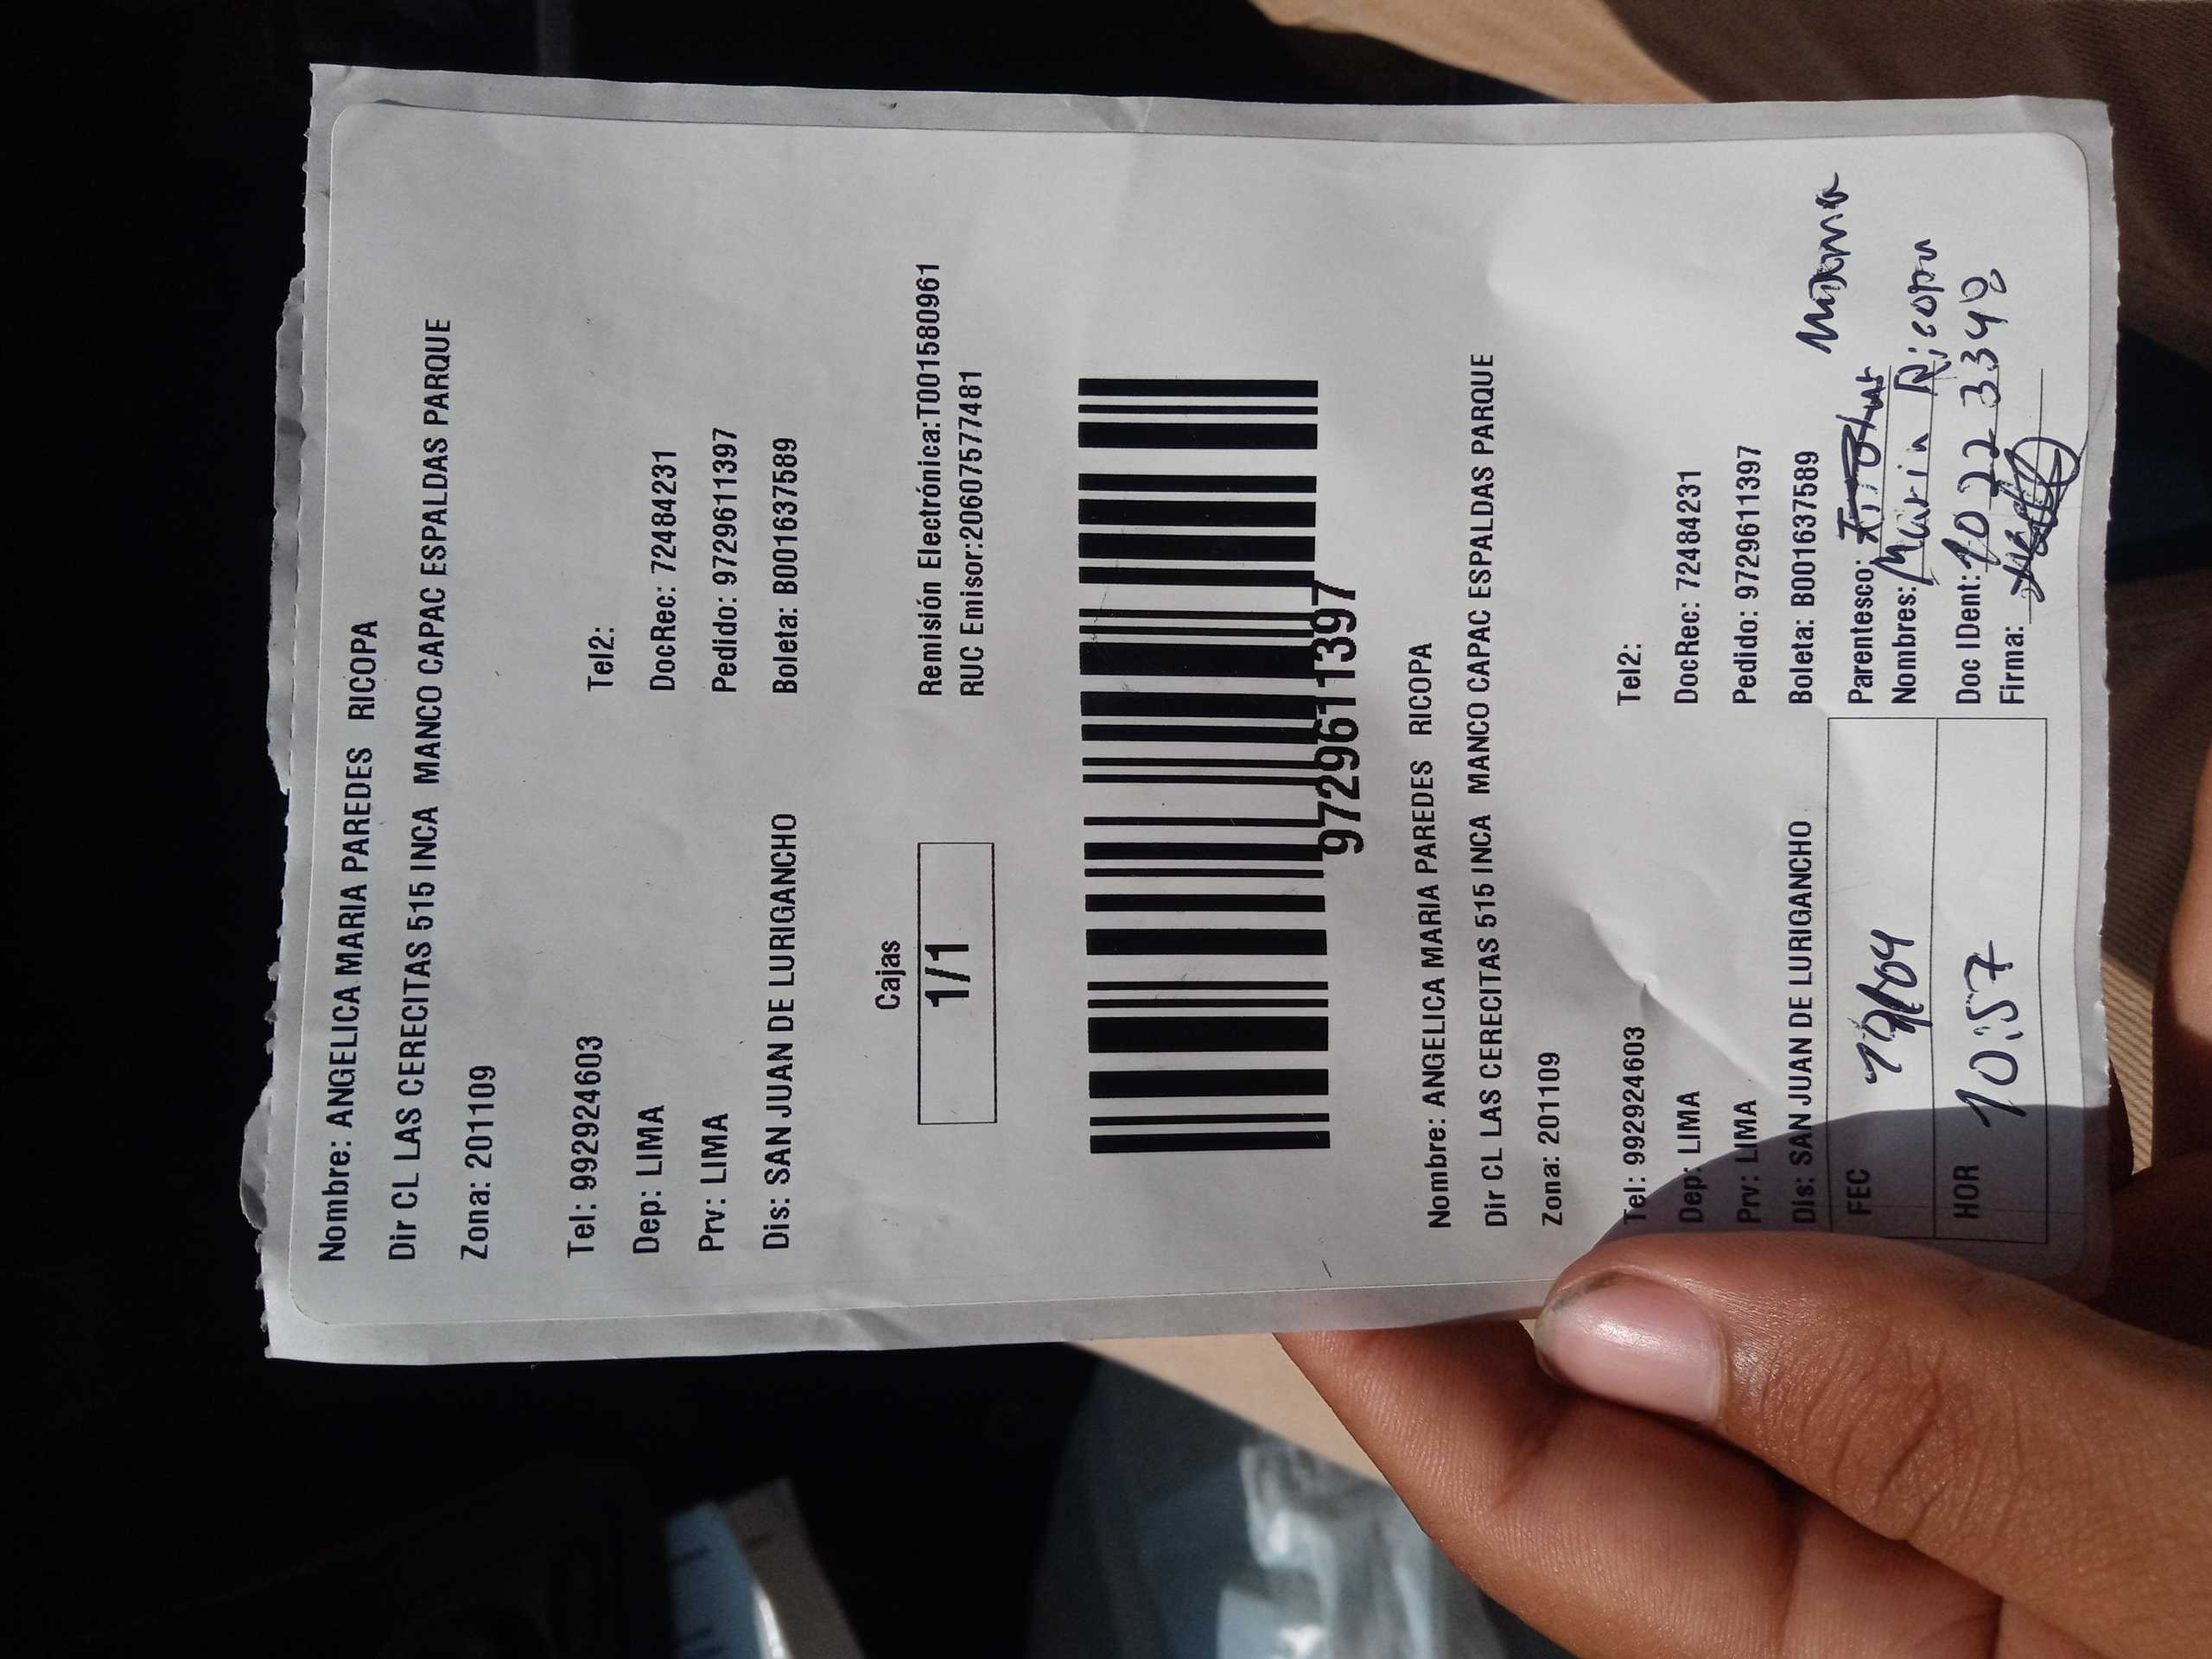 Nombre: ANGELICA MARIA PAREDES RICOPA
Dir CL LAS CERECITAS 515 INCA MANCO CAPAC ESPALDAS PARQUE
Zona: 201109
Tel: 992924603 Tel2:
Dep: LIMA DocRec: 72484231
Prv: LIMA Pedido: 9729611397
Dis: SAN JUAN DE LURIGANCHO Boleta: B001637589
Cajas
1/1
Remisión Electrónica:T001580961
RUC Emisor:20607577481
9729611397
Nombre: ANGELICA MARIA PAREDES RICOPA
Dir CL LAS CERECITAS 515 INCA MANCO CAPAC ESPALDAS PARQUE
Zona: 201109
Tel: 992924603 Tel2:
Dep: LIMA DocRec: 72484231
Prv: LIMA Pedido: 9729611397
Dis: SAN JUAN DE LURIGANCHO Boleta: B001637589
FEC 19/04 Parentesco: mama
Nombres: Maria Ricopa
HOR 10:57 Doc IDent: 10223348
Firma: